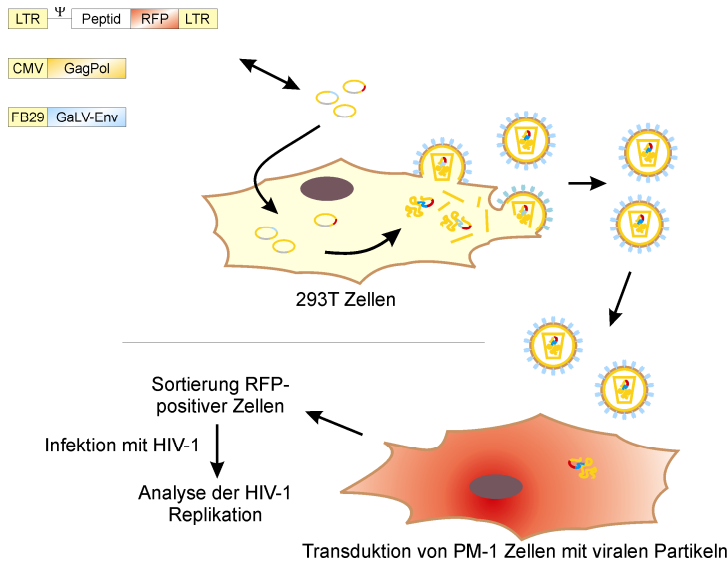 LTR Ψ Peptid RFP LTR
CMV GagPol
FB29 GaLV-Env
293T Zellen
Sortierung RFP-
positiver Zellen
Infektion mit HIV-1
Analyse der HIV-1
Replikation
Transduktion von PM-1 Zellen mit viralen Partikeln